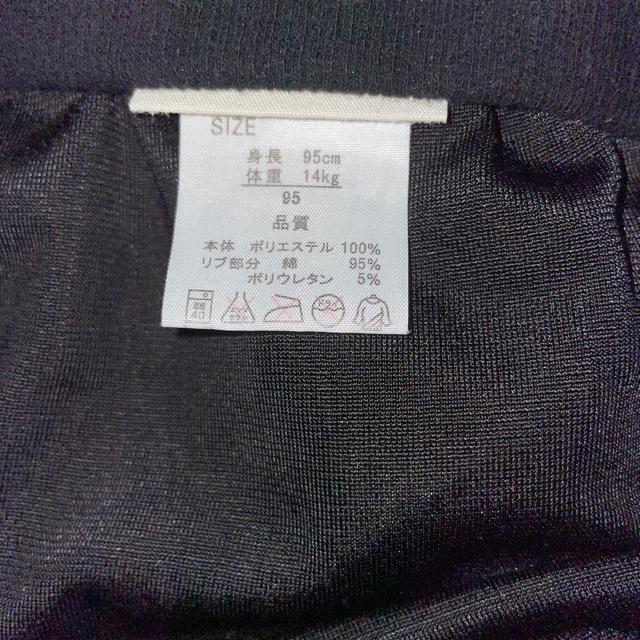 SIZE
身長 95cm
体重 14kg
95
品質
本体 ポリエステル 100%
リブ部分 綿 95%
ポリウレタン 5%
40